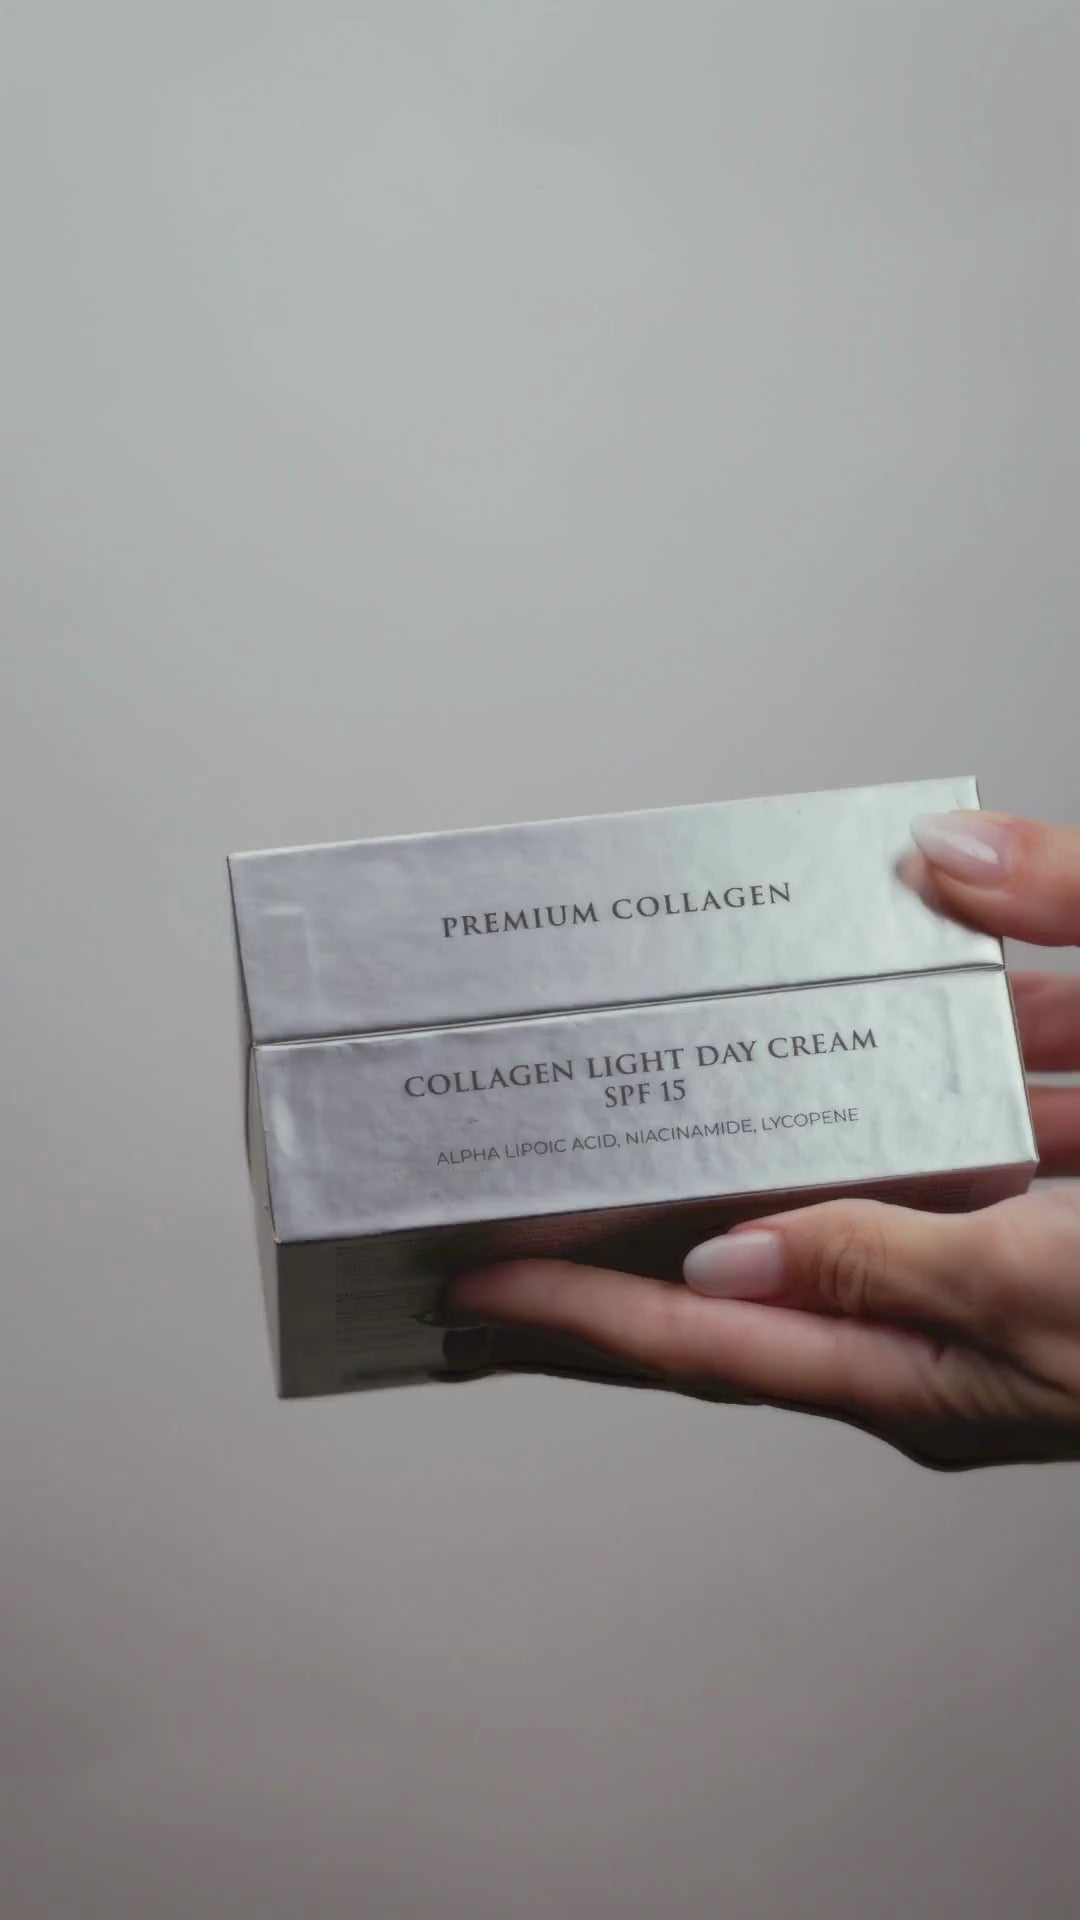 PREMIUM COLLAGEN
COLLAGEN LIGHT DAY CREAM
SPF 15
ALPHA LIPOIC ACID, NIACINAMIDE, LYCOPENE